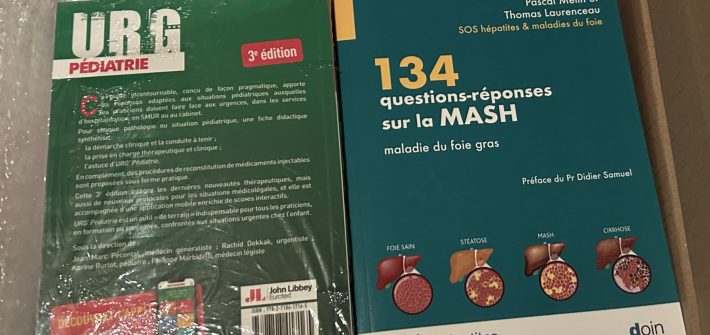 URG
PÉDIATRIE
3e édition
Ce guide incontournable, conçu de façon pragmatique, apporte
des réponses adaptées aux situations pédiatriques auxquelles
les praticiens doivent faire face aux urgences, dans les services
d'hospitalisation, en SMUR ou au cabinet.
Pour chaque pathologie ou situation pédiatrique, une fiche didactique
synthétise :
la démarche clinique et la conduite à tenir ;
la prise en charge thérapeutique et clinique ;
l'astuce d'URG' Pédiatrie.
En complément, des procédures de reconstitution de médicaments injectables
sont proposées sous forme pratique.
Cette 3e édition intègre les dernières nouveautés thérapeutiques, mais
aussi de nouveaux protocoles pour les situations médicolégales, et elle est
accompagnée d'une application mobile enrichie de scores interactifs.
URG' Pédiatrie est un outil « de terrain » indispensable pour tous les praticiens,
en formation ou confirmés, confrontés aux situations urgentes chez l'enfant.
Sous la direction de :
Jean-Marc Pécontal, médecin généraliste ; Rachid Dekkak, urgentiste ;
Karine Burlot, pédiatre ; Philippe Morbidelli, médecin légiste
JL John Libbey
Eurotext
Pascal Melin et
Thomas Laurenceau
SOS hépatites & maladies du foie
134
questions-réponses
sur la MASH
maladie du foie gras
Préface du Pr Didier Samuel
FOIE SAIN
STÉATOSE
MASH
CIRRHOSE
doin